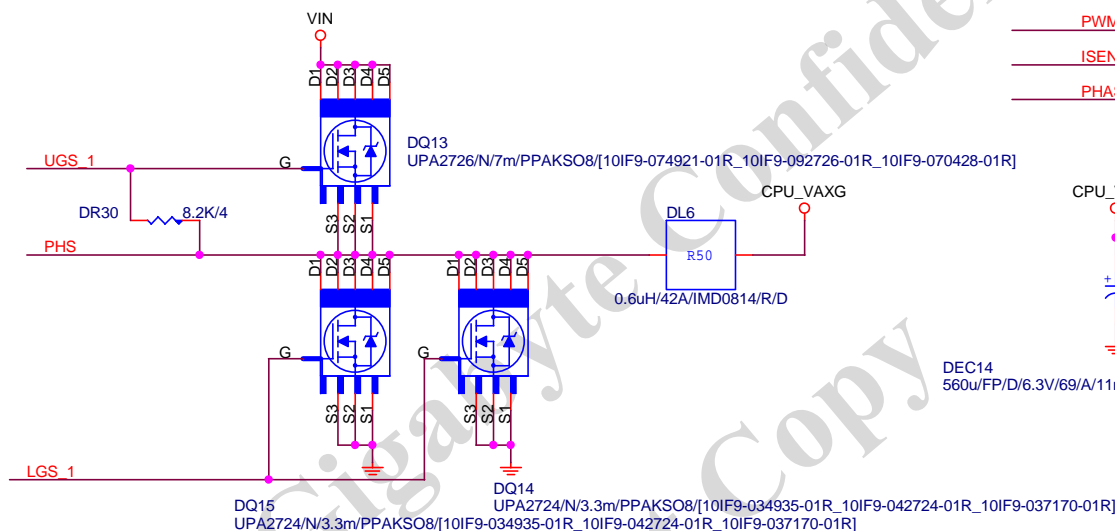 VIN
PWM
ISEN
PHAS
D1 D2 D3 D4 D5
DQ13
UPA2726/N/7m/PPAKSO8/[10IF9-074921-01R_10IF9-092726-01R_10IF9-070428-01R]
UGS_1
G
CPU_VAXG
CPU_
DR30
8.2K/4
S3 S2 S1
DL6
PHS
R50
D1 D2 D3 D4 D5
D1 D2 D3 D4 D5
0.6uH/42A/IMD0814/R/D
+
G
G
DEC14
560u/FP/D/6.3V/69/A/11m
S3 S2 S1
S3 S2 S1
LGS_1
DQ14
UPA2724/N/3.3m/PPAKSO8/[10IF9-034935-01R_10IF9-042724-01R_10IF9-037170-01R]
DQ15
UPA2724/N/3.3m/PPAKSO8/[10IF9-034935-01R_10IF9-042724-01R_10IF9-037170-01R]
Gigabyte Confiden
Copy